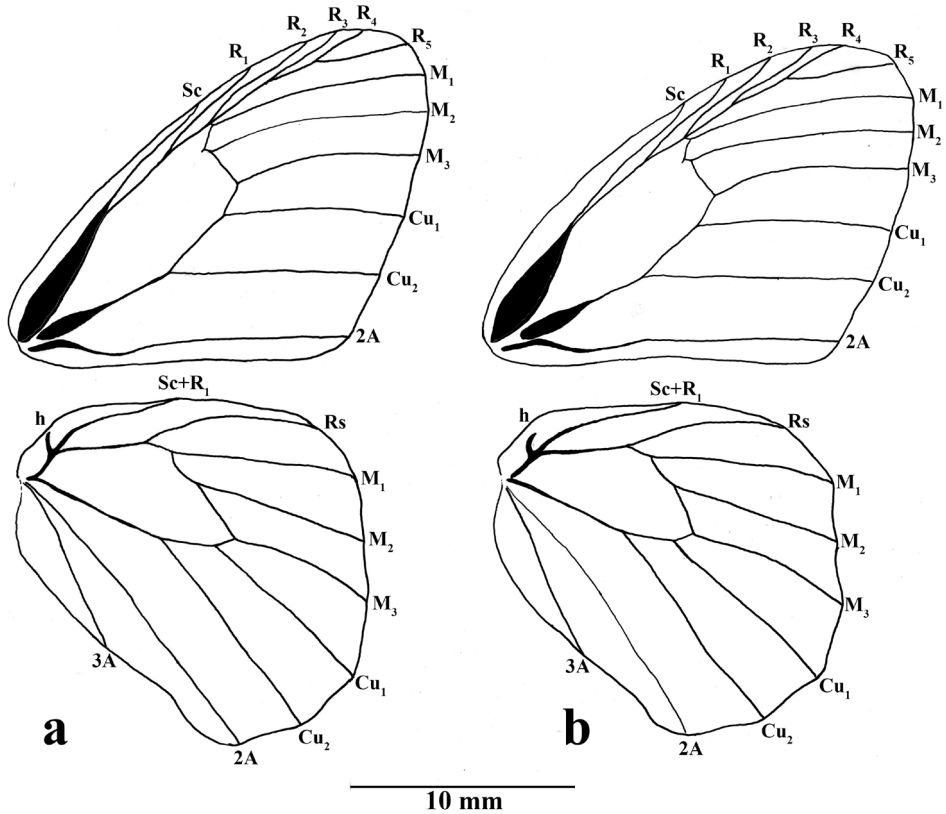 Sc R₁ R₂ R₃ R₄ R₅
M₁
M₂
M₃
Cu₁
Cu₂
2A
Sc R₁ R₂ R₃ R₄ R₅
M₁
M₂
M₃
Cu₁
Cu₂
2A
h Sc+R₁ Rs
M₁
M₂
M₃
Cu₁
Cu₂
2A
3A
a
h Sc+R₁ Rs
M₁
M₂
M₃
Cu₁
Cu₂
2A
3A
b
10 mm